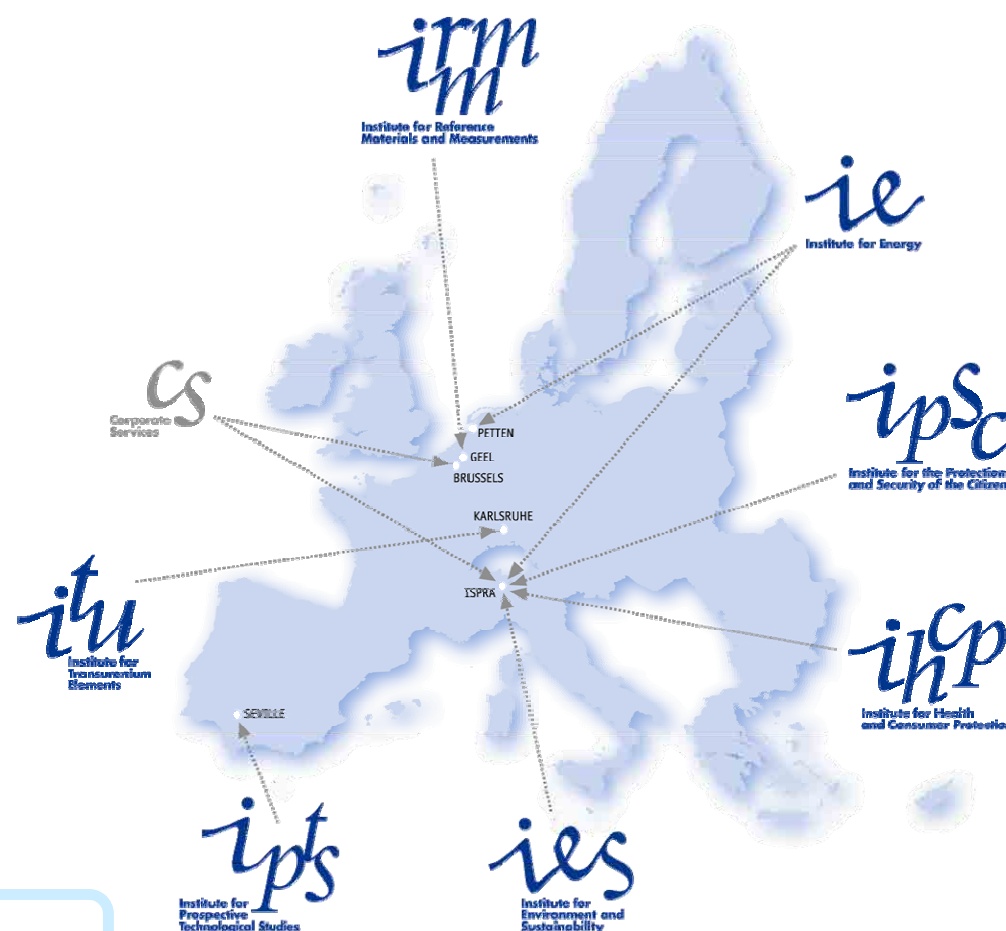 irmm
Institute for Reference
Materials and Measurements
ie
Institute for Energy
cs
Corporate
Services
ipsc
Institute for the Protection
and Security of the Citizen
PETTEN
GEEL
BRUSSELS
KARLSRUHE
ISPRA
itu
Institute for
Transuranium
Elements
ihcp
Institute for Health
and Consumer Protection
SEVILLE
ipts
Institute for
Prospective
Technological Studies
ies
Institute for
Environment and
Sustainability